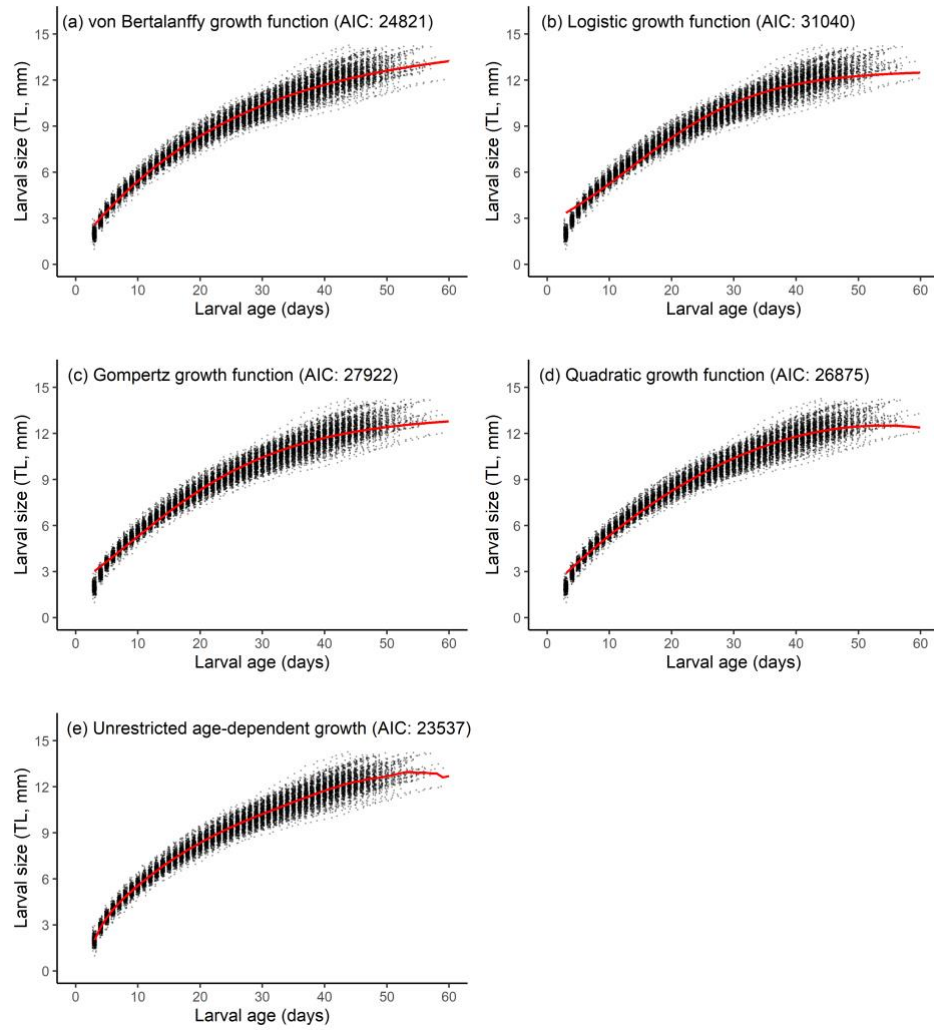 (a) von Bertalanffy growth function (AIC: 24821)
15
12
9
6
3
0
Larval size (TL, mm)
0 10 20 30 40 50 60
Larval age (days)
(b) Logistic growth function (AIC: 31040)
15
12
9
6
3
0
Larval size (TL, mm)
0 10 20 30 40 50 60
Larval age (days)
(c) Gompertz growth function (AIC: 27922)
15
12
9
6
3
0
Larval size (TL, mm)
0 10 20 30 40 50 60
Larval age (days)
(d) Quadratic growth function (AIC: 26875)
15
12
9
6
3
0
Larval size (TL, mm)
0 10 20 30 40 50 60
Larval age (days)
(e) Unrestricted age-dependent growth (AIC: 23537)
15
12
9
6
3
0
Larval size (TL, mm)
0 10 20 30 40 50 60
Larval age (days)